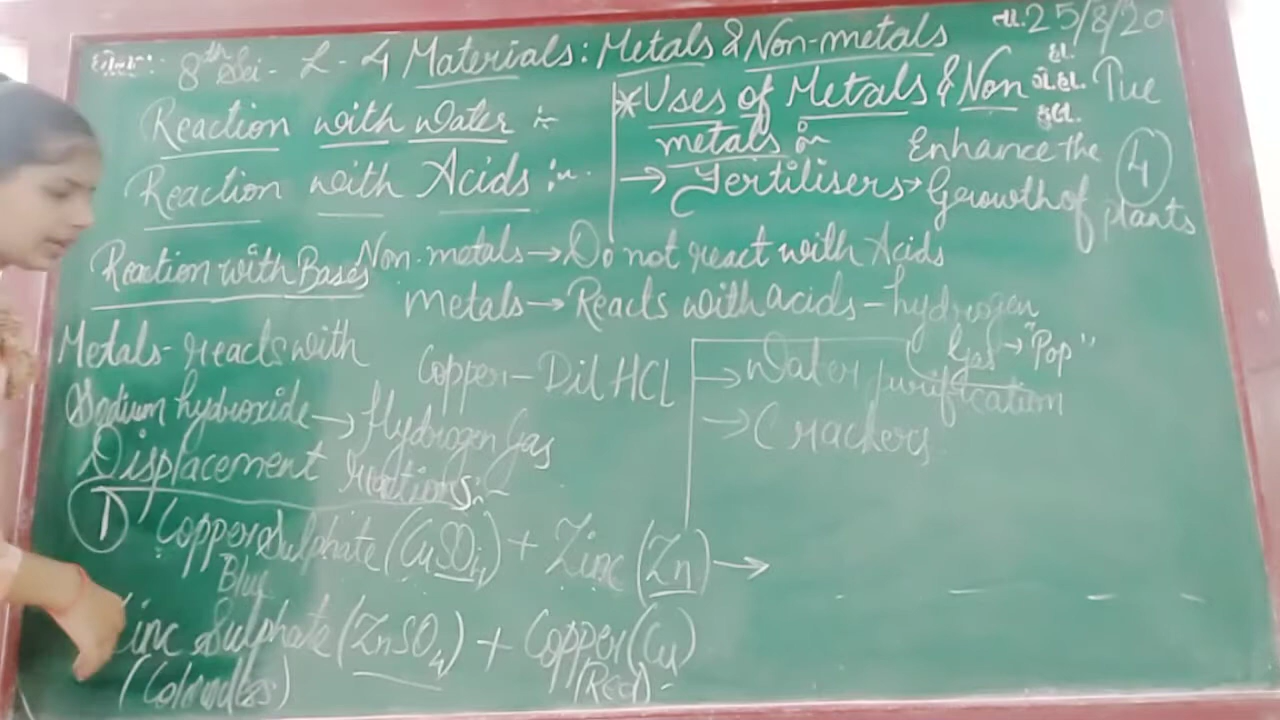 8th Sci - L - 4 Materials: Metals & Non-metals
તા. 25/8/20
Tue
4
Reaction with water :-
Reaction with Acids :-
Non-metals → Do not react with Acids
Metals → Reacts with acids - hydrogen
Gas → "Pop"
Copper - Dil HCL
Reaction with Bases
Metals - reacts with
Sodium hydroxide → Hydrogen Gas
Displacement reactions :-
① Copper Sulphate (CuSO4) + Zinc (Zn) →
Blue
Zinc Sulphate (ZnSO4) + Copper (Cu)
(Colourless) (Red) -
* Uses of Metals & Non
metals :-
→ Fertilisers → Enhance the
Growth of plants
→ Water purification
→ Crackers